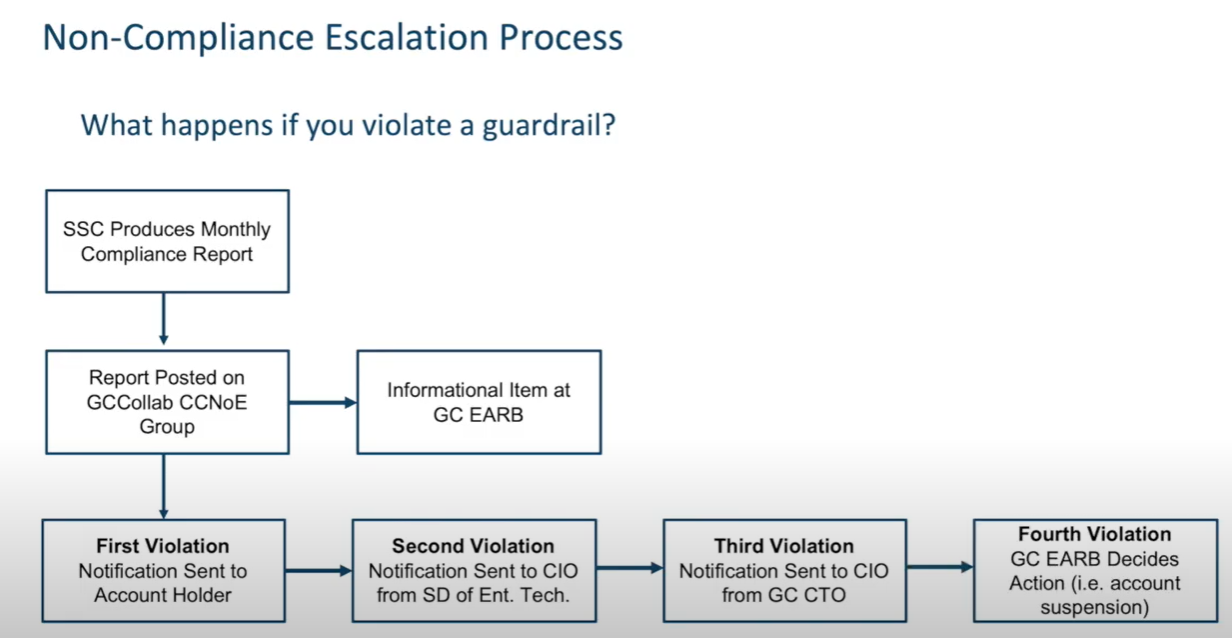 Non-Compliance Escalation Process
What happens if you violate a guardrail?
SSC Produces Monthly
Compliance Report
Report Posted on
GCCollab CCNoE
Group
Informational Item at
GC EARB
First Violation
Notification Sent to
Account Holder
Second Violation
Notification Sent to CIO
from SD of Ent. Tech.
Third Violation
Notification Sent to CIO
from GC CTO
Fourth Violation
GC EARB Decides
Action (i.e. account
suspension)